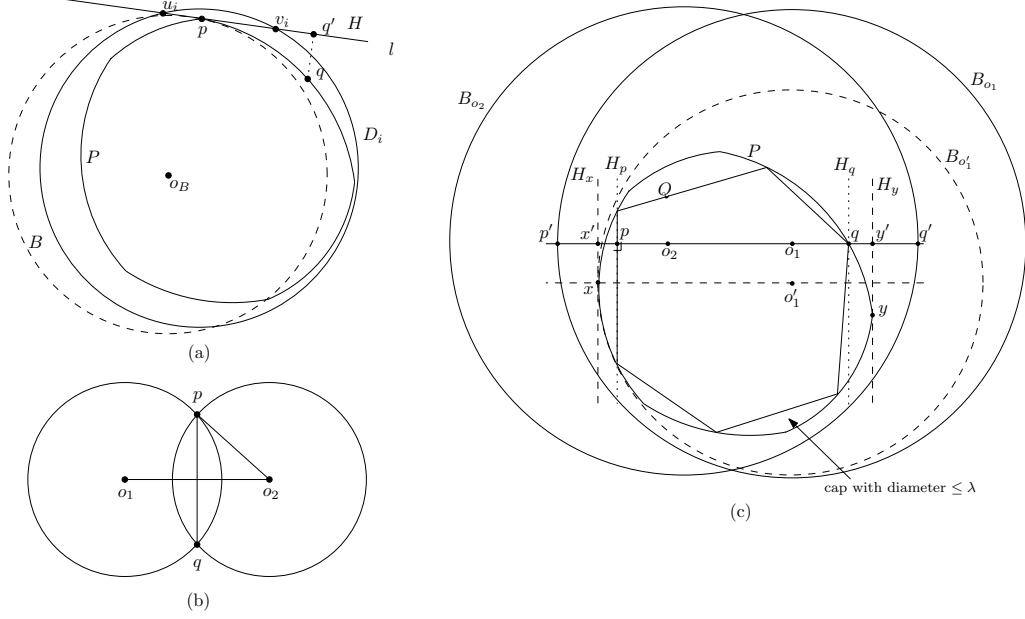 u_i
v_i
H
q′
p
l
q
D_i
P
o_B
B
(a)
p
o_1
o_2
q
(b)
B_{o_2}
B_{o_1}
B_{o′_1}
P
H_x
H_p
H_q
H_y
Q
p′
x′
p
o_2
o_1
q
y′
q′
x
o′_1
y
cap with diameter ≤ λ
(c)